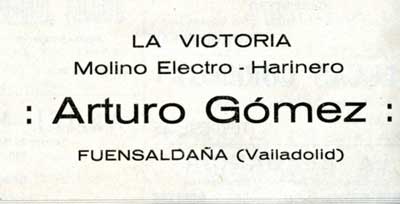 LA VICTORIA
Molino Electro - Harinero
: Arturo Gómez :
FUENSALDAÑA (Valladolid)